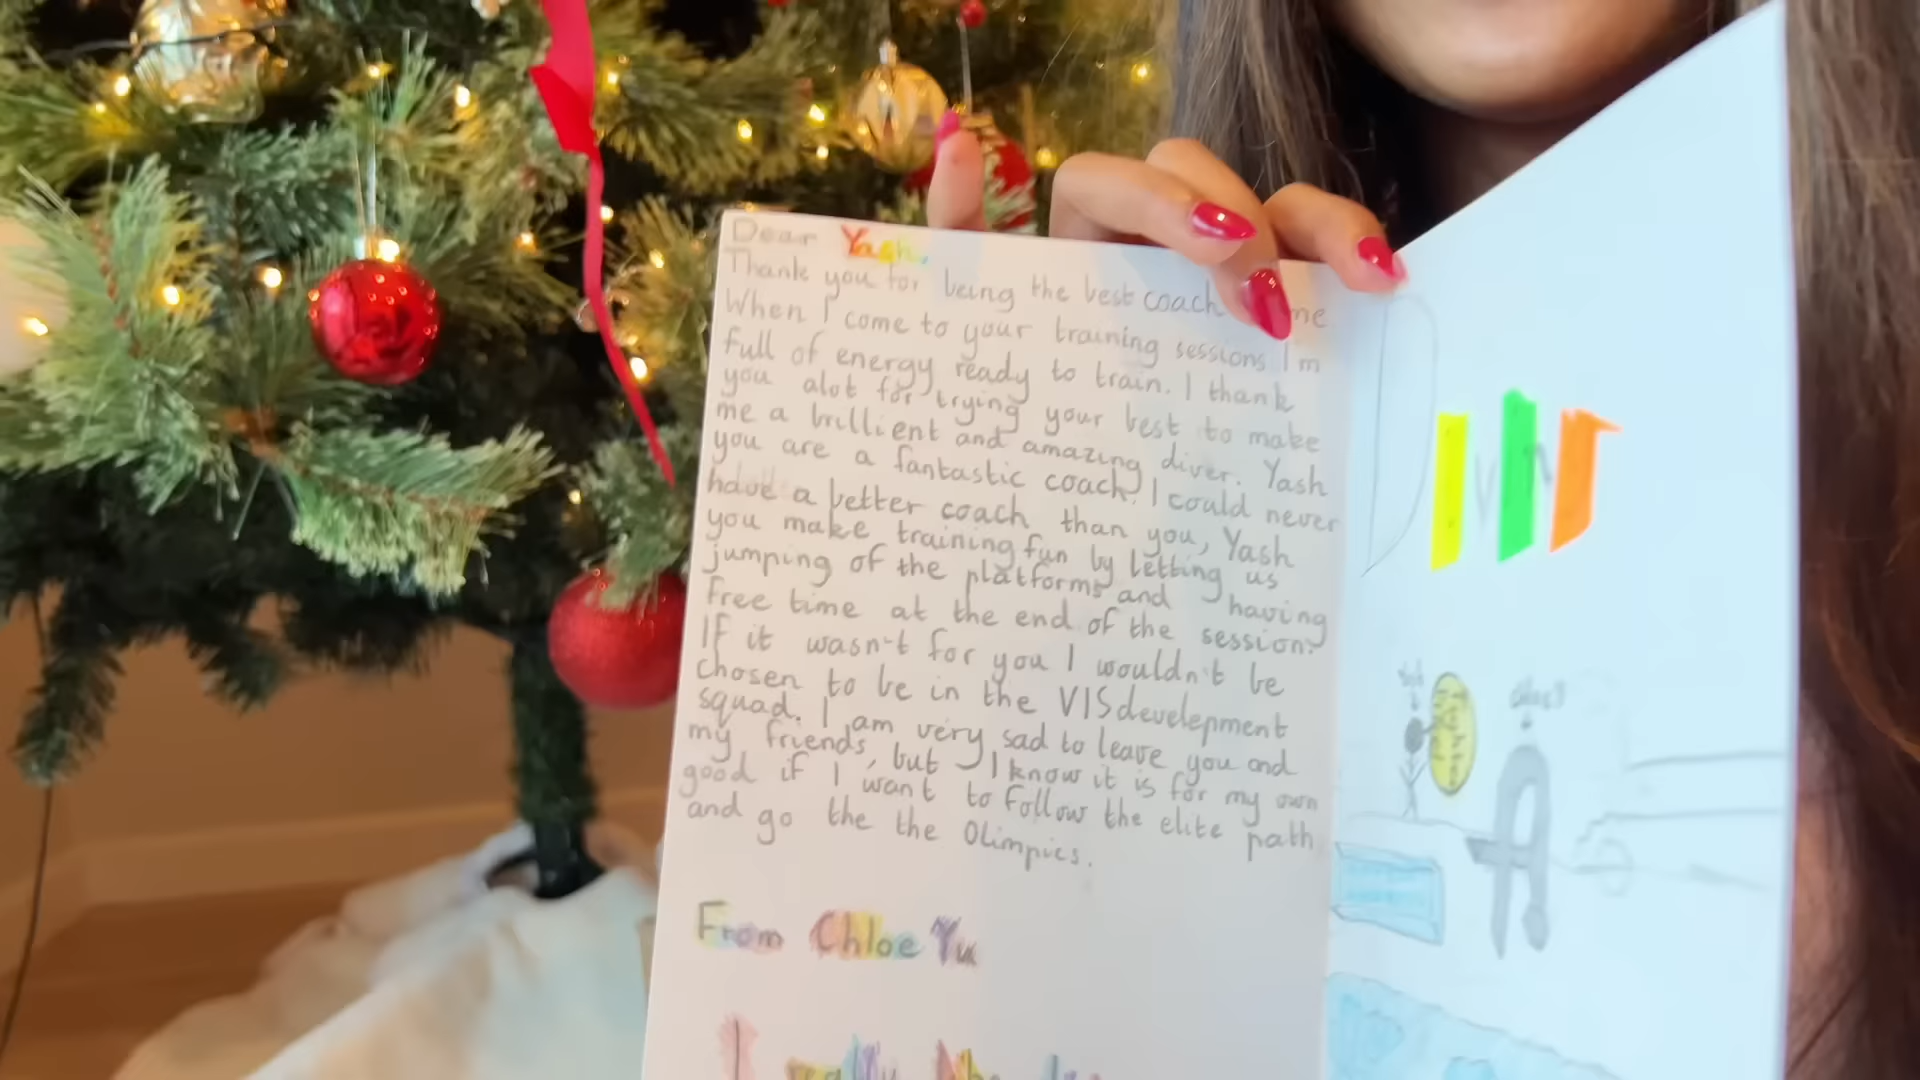 Dear Yash,
Thank you for being the best coach me
When I come to your training sessions I'm
full of energy ready to train. I thank
you alot for trying your best to make
me a brillient and amazing diver. Yash
you are a fantastic coach! I could never
have a better coach than you, Yash
you make training fun by letting us
jumping of the platforms and having
free time at the end of the session.
If it wasn't for you I wouldn't be
chosen to be in the VIS develepment
squad. I am very sad to leave you and
my friends, but I know it is for my own
good if I want to follow the elite path
and go the the Olimpics.
From Chloe Yu
I really